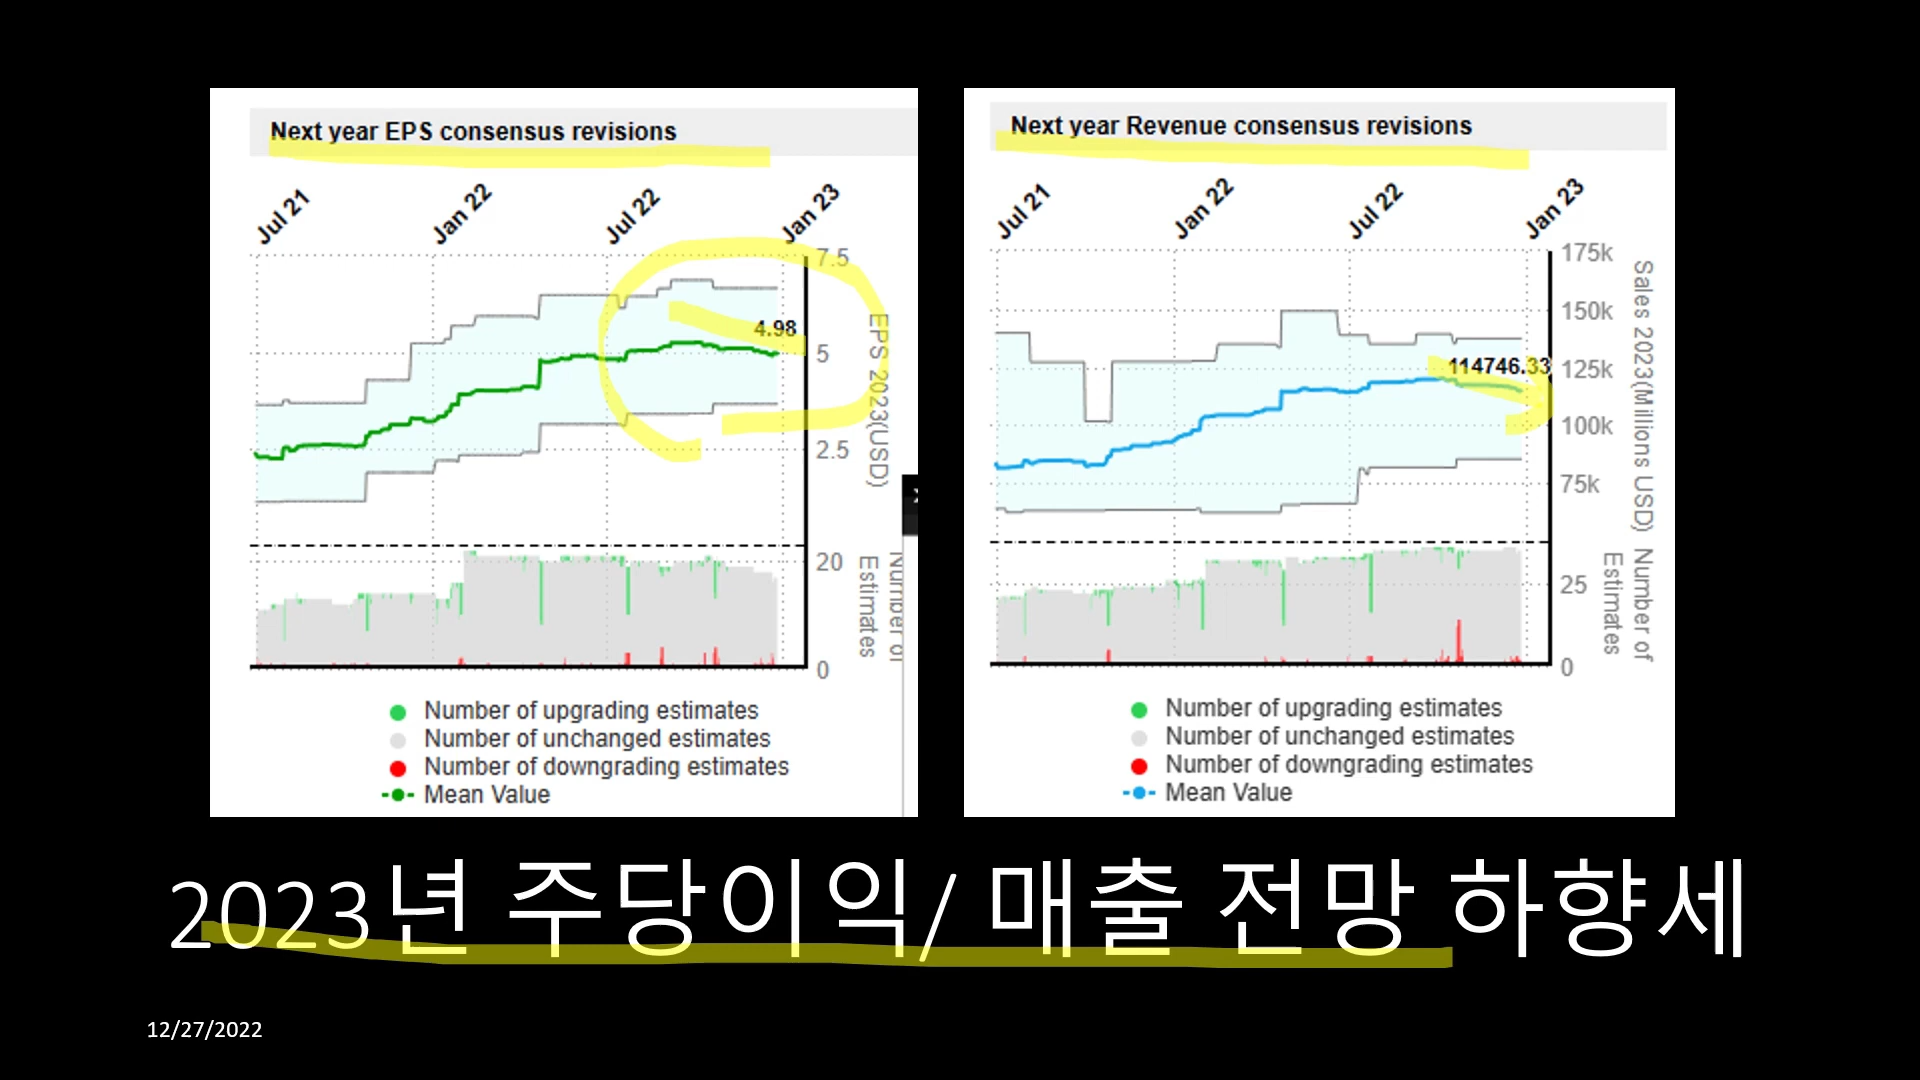 Next year EPS consensus revisions
Jul 21
Jan 22
Jul 22
Jan 23
7.5
4.98
5
2.5
EPS 2023(USD)
20
0
Number of
Estimates
Number of upgrading estimates
Number of unchanged estimates
Number of downgrading estimates
Mean Value
Next year Revenue consensus revisions
Jul 21
Jan 22
Jul 22
Jan 23
175k
150k
114746.33
125k
100k
75k
Sales 2023(Millions USD)
25
0
Number of
Estimates
Number of upgrading estimates
Number of unchanged estimates
Number of downgrading estimates
Mean Value
2023년 주당이익/ 매출 전망 하향세
12/27/2022